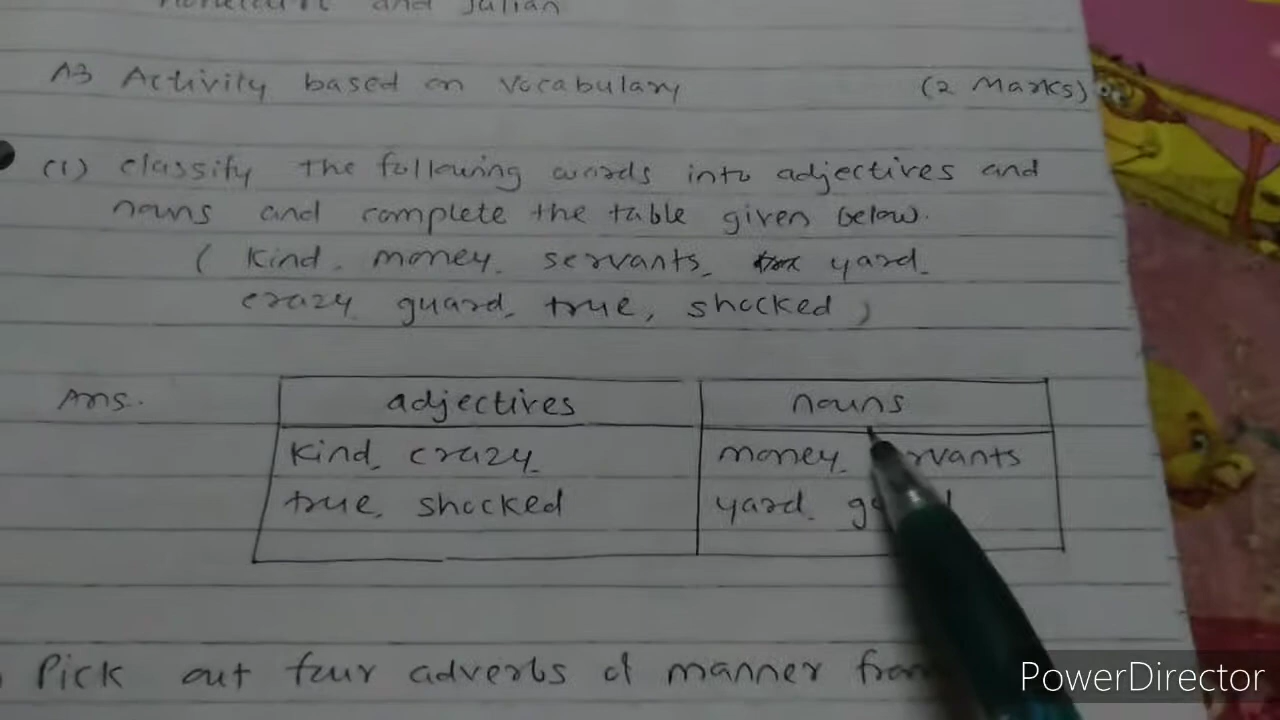 and Julian
A3 Activity based on Vocabulary (2 Marks)
(1) classify the following words into adjectives and
nouns and complete the table given below.
( kind, money, servants, yard,
crazy guard, true, shocked )
Ans. adjectives nouns
kind, crazy, money,
true, shocked yard,
Pick out four adverbs of manner
PowerDirector